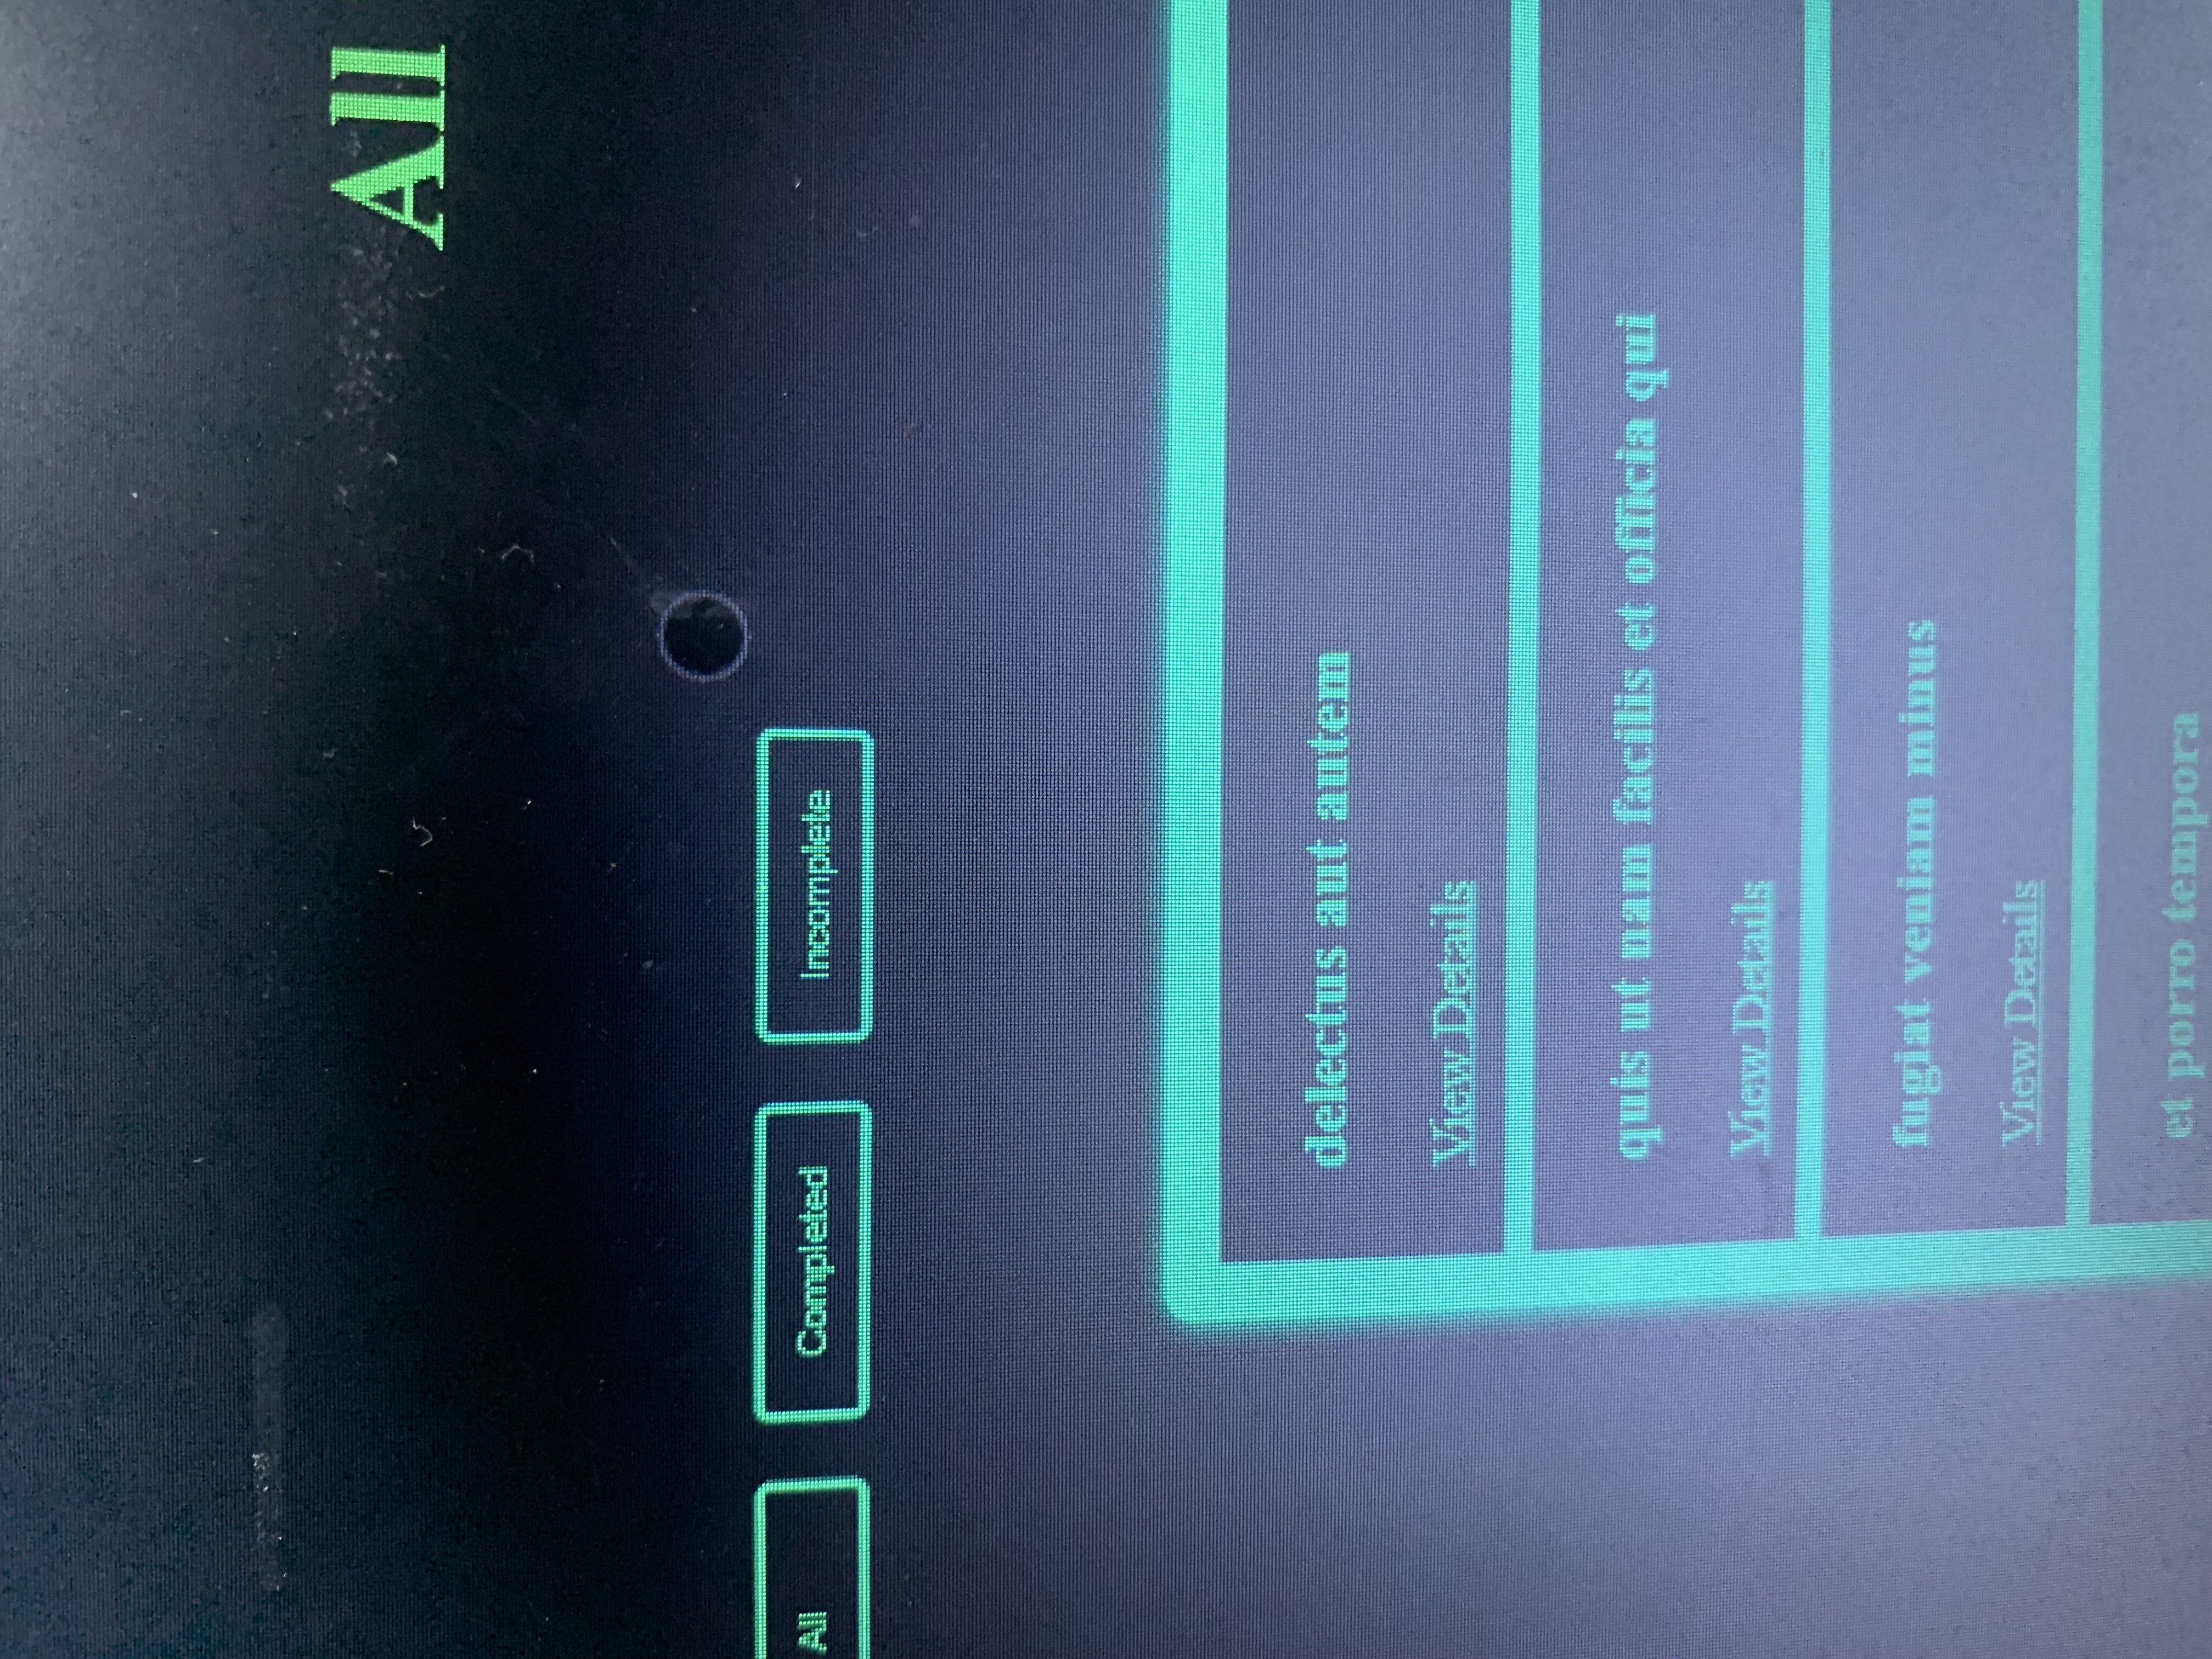 All
All Completed Incomplete
delectus aut autem
View Details
quis ut nam facilis et officia qui
View Details
fugiat veniam minus
View Details
et porro tempora